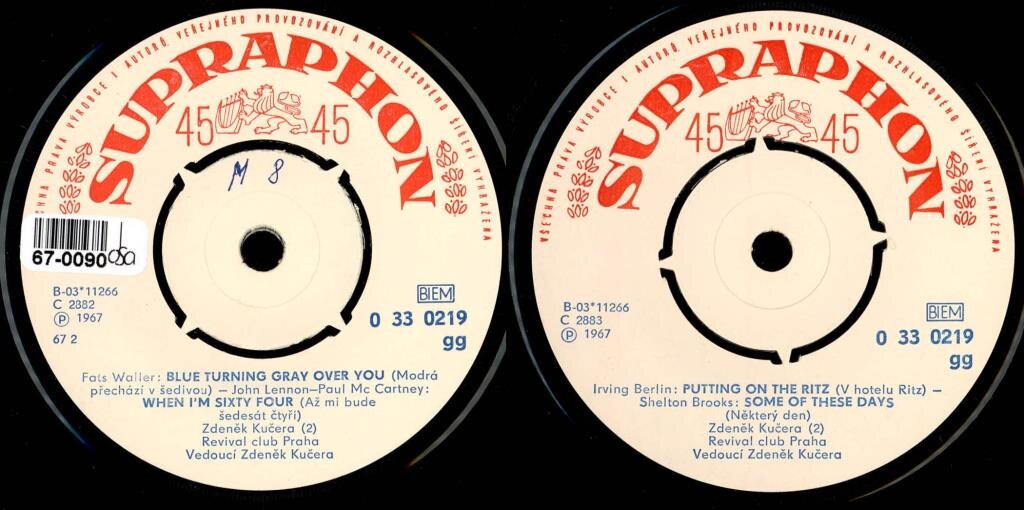 VŠECHNA PRÁVA VÝROBCE I AUTORŮ, VEŘEJNÉHO PROVOZOVÁNÍ A ROZHLASOVÉHO ŠÍŘENÍ VYHRAŽENA
SUPRAPHON
45 45
M 8
67-0090 OSA
B-03*11266
C 2882
Ⓟ 1967
67 2
BIEM
0 33 0219
gg
Fats Waller: BLUE TURNING GRAY OVER YOU (Modrá
přechází v šedivou) – John Lennon–Paul Mc Cartney:
WHEN I'M SIXTY FOUR (Až mi bude
šedesát čtyři)
Zdeněk Kučera (2)
Revival club Praha
Vedoucí Zdeněk Kučera
VŠECHNA PRÁVA VÝROBCE I AUTORŮ, VEŘEJNÉHO PROVOZOVÁNÍ A ROZHLASOVÉHO ŠÍŘENÍ VYHRAŽENA
SUPRAPHON
45 45
B-03*11266
C 2883
Ⓟ 1967
BIEM
0 33 0219
gg
Irving Berlin: PUTTING ON THE RITZ (V hotelu Ritz) –
Shelton Brooks: SOME OF THESE DAYS
(Některý den)
Zdeněk Kučera (2)
Revival club Praha
Vedoucí Zdeněk Kučera